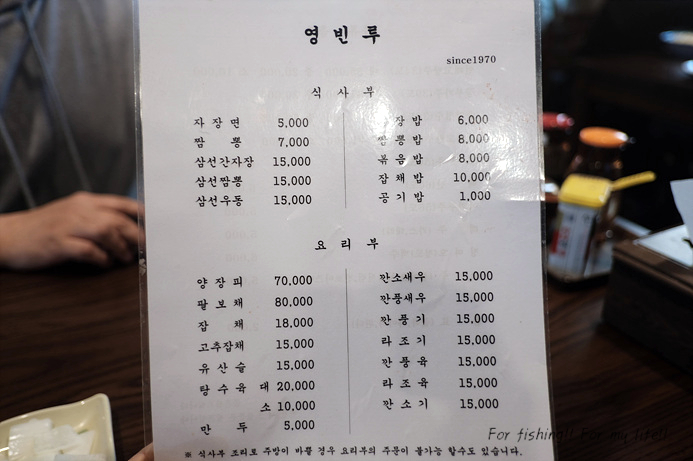 영빈루
since1970
식사부
자장면 5,000
짬뽕 7,000
삼선간자장 15,000
삼선짬뽕 15,000
삼선우동 15,000
장밥 6,000
짬뽕밥 8,000
볶음밥 8,000
잡채밥 10,000
공기밥 1,000
요리부
양장피 70,000
팔보채 80,000
잡채 18,000
고추잡채 15,000
유산슬 15,000
탕수육 대 20,000
소 10,000
만두 5,000
깐소새우 15,000
깐풍새우 15,000
깐풍기 15,000
라조기 15,000
깐풍육 15,000
라조육 15,000
깐소기 15,000
※ 식사부 조리로 주방이 바쁠 경우 요리부의 주문이 불가능 할수도 있습니다.
For fishing!! For my life!!